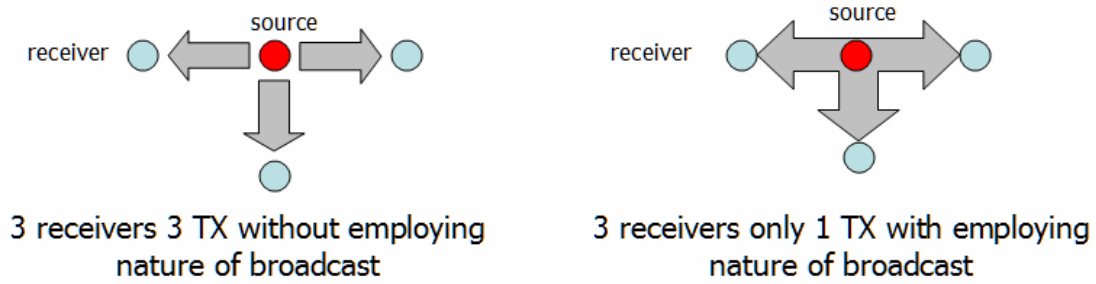 source
receiver
3 receivers 3 TX without employing
nature of broadcast
source
receiver
3 receivers only 1 TX with employing
nature of broadcast